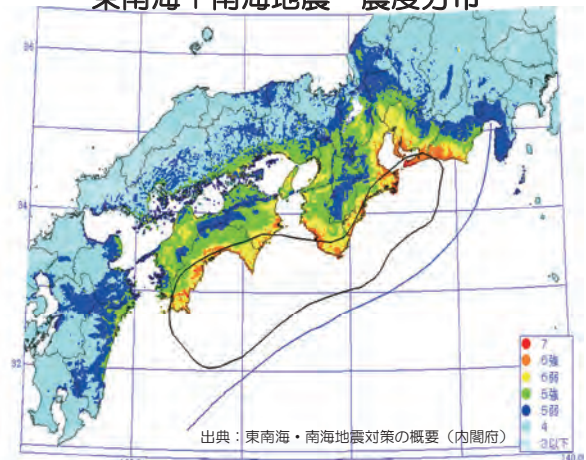 東南海+南海地震 震度分布
36
34
32
7
6強
6弱
5強
5弱
4
3以下
出典：東南海・南海地震対策の概要（内閣府）